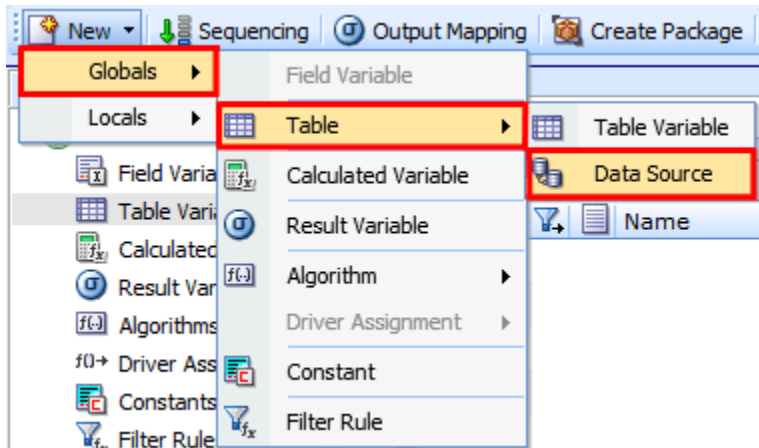 New Sequencing Output Mapping Create Package
Globals Field Variable
Locals Table Table Variable
Field Varia Calculated Variable Data Source
Table Vari Result Variable Name
Calculated
Result Var Algorithm
Algorithms Driver Assignment
Driver Ass Constant
Constants
Filter Rule Filter Rule